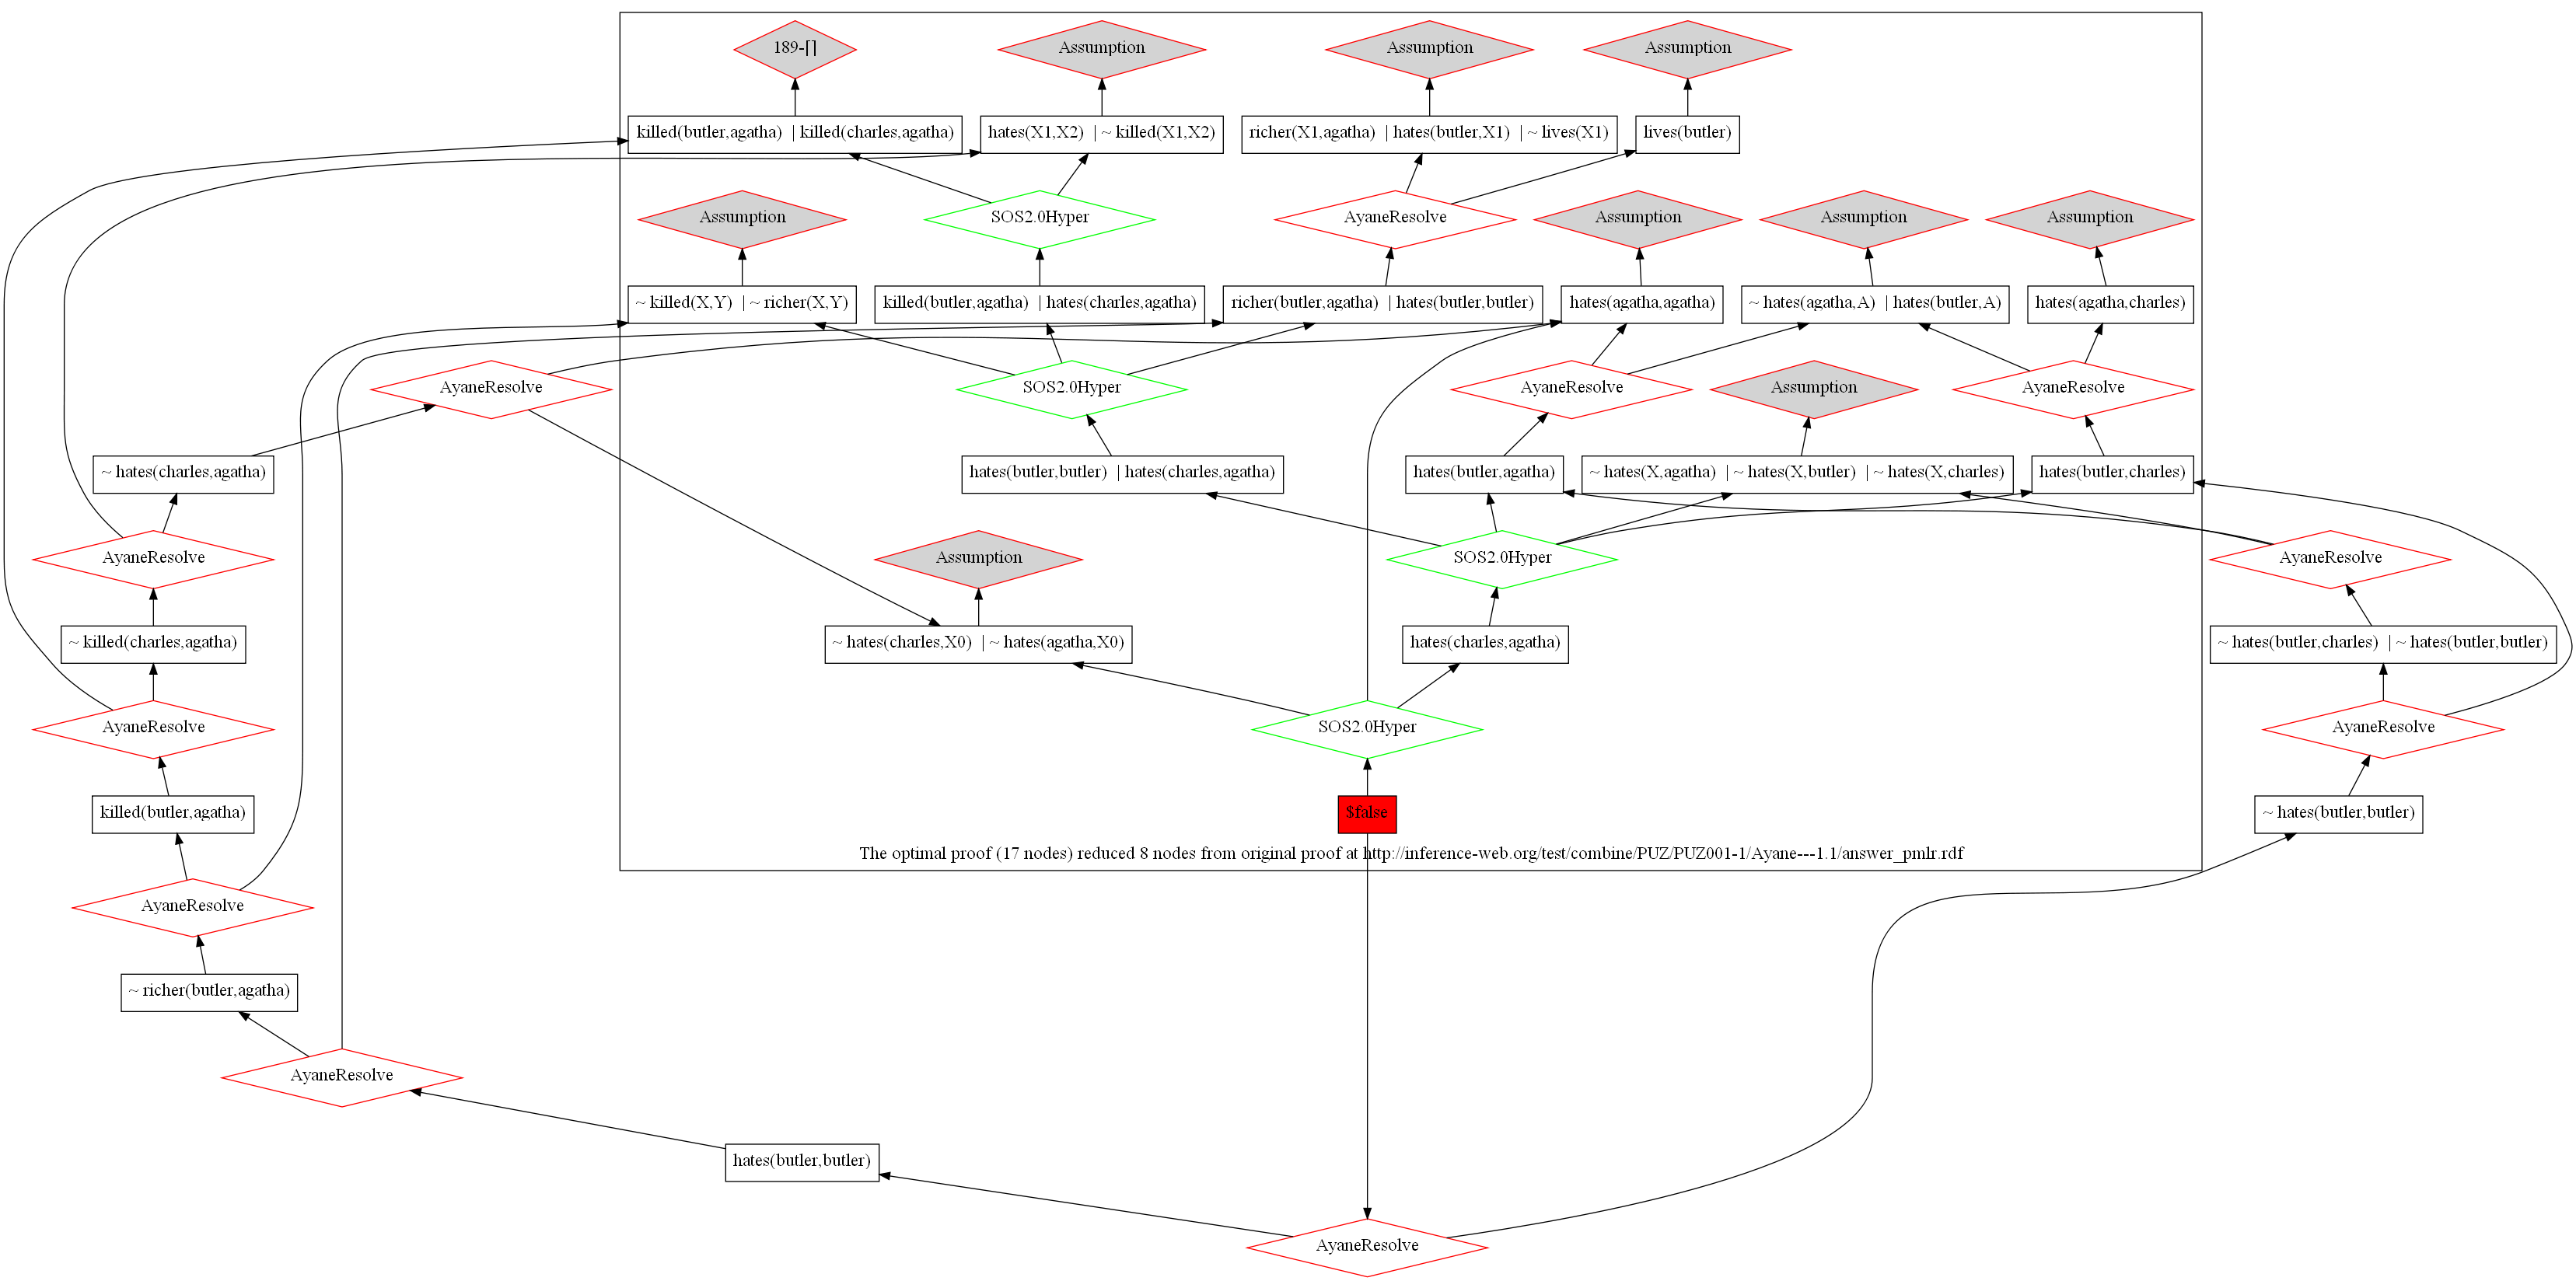 189-[]
Assumption
Assumption
Assumption
killed(butler,agatha) | killed(charles,agatha)
hates(X1,X2) | ~ killed(X1,X2)
richer(X1,agatha) | hates(butler,X1) | ~ lives(X1)
lives(butler)
Assumption
SOS2.0Hyper
AyaneResolve
Assumption
Assumption
Assumption
~ killed(X,Y) | ~ richer(X,Y)
killed(butler,agatha) | hates(charles,agatha)
richer(butler,agatha) | hates(butler,butler)
hates(agatha,agatha)
~ hates(agatha,A) | hates(butler,A)
hates(agatha,charles)
AyaneResolve
SOS2.0Hyper
AyaneResolve
Assumption
AyaneResolve
~ hates(charles,agatha)
hates(butler,butler) | hates(charles,agatha)
hates(butler,agatha)
~ hates(X,agatha) | ~ hates(X,butler) | ~ hates(X,charles)
hates(butler,charles)
AyaneResolve
Assumption
SOS2.0Hyper
AyaneResolve
~ killed(charles,agatha)
~ hates(charles,X0) | ~ hates(agatha,X0)
hates(charles,agatha)
~ hates(butler,charles) | ~ hates(butler,butler)
AyaneResolve
SOS2.0Hyper
AyaneResolve
killed(butler,agatha)
$false
~ hates(butler,butler)
The optimal proof (17 nodes) reduced 8 nodes from original proof at http://inference-web.org/test/combine/PUZ/PUZ001-1/Ayane---1.1/answer_pmlr.rdf
AyaneResolve
~ richer(butler,agatha)
AyaneResolve
hates(butler,butler)
AyaneResolve